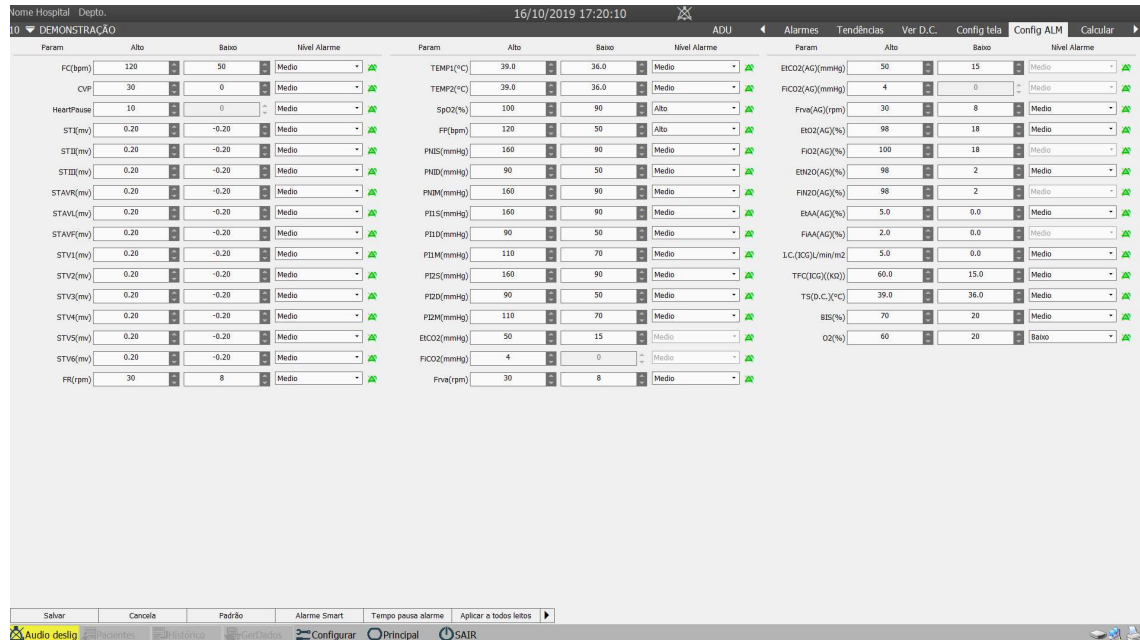 Nome Hospital Depto. 16/10/2019 17:20:10
10 DEMONSTRAÇÃO ADU Alarmes Tendências Ver D.C. Config tela Config ALM Calcular
Param Alto Baixo Nível Alarme Param Alto Baixo Nível Alarme Param Alto Baixo Nível Alarme
FC(bpm) 120 50 Medio TEMP1(°C) 39.0 36.0 Medio EtCO2(AG)(mmHg) 50 15 Medio
CVP 30 0 Medio TEMP2(°C) 39.0 36.0 Medio FiCO2(AG)(mmHg) 4 0 Medio
HeartPause 10 0 Medio SpO2(%) 100 90 Alto Frva(AG)(rpm) 30 8 Medio
STI(mv) 0.20 -0.20 Medio FP(bpm) 120 50 Alto EtO2(AG)(%) 98 18 Medio
STII(mv) 0.20 -0.20 Medio PNIS(mmHg) 160 90 Medio FiO2(AG)(%) 100 18 Medio
STIII(mv) 0.20 -0.20 Medio PNID(mmHg) 90 50 Medio EtN2O(AG)(%) 98 2 Medio
STAVR(mv) 0.20 -0.20 Medio PNIM(mmHg) 160 90 Medio FiN2O(AG)(%) 98 2 Medio
STAVL(mv) 0.20 -0.20 Medio PI1S(mmHg) 160 90 Medio EtAA(AG)(%) 5.0 0.0 Medio
STAVF(mv) 0.20 -0.20 Medio PI1D(mmHg) 90 50 Medio FiAA(AG)(%) 2.0 0.0 Medio
STV1(mv) 0.20 -0.20 Medio PI1M(mmHg) 110 70 Medio I.C.(ICG)L/min/m2 5.0 0.0 Medio
STV2(mv) 0.20 -0.20 Medio PI2S(mmHg) 160 90 Medio TFC(ICG)((KΩ)) 60.0 15.0 Medio
STV3(mv) 0.20 -0.20 Medio PI2D(mmHg) 90 50 Medio TS(D.C.)(°C) 39.0 36.0 Medio
STV4(mv) 0.20 -0.20 Medio PI2M(mmHg) 110 70 Medio BIS(%) 70 20 Medio
STV5(mv) 0.20 -0.20 Medio EtCO2(mmHg) 50 15 Medio O2(%) 60 20 Baixo
STV6(mv) 0.20 -0.20 Medio FiCO2(mmHg) 4 0 Medio
FR(rpm) 30 8 Medio Frva(rpm) 30 8 Medio
Salvar Cancela Padrão Alarme Smart Tempo pausa alarme Aplicar a todos leitos
Audio deslig Pacientes Histórico GerDados Configurar Principal SAIR